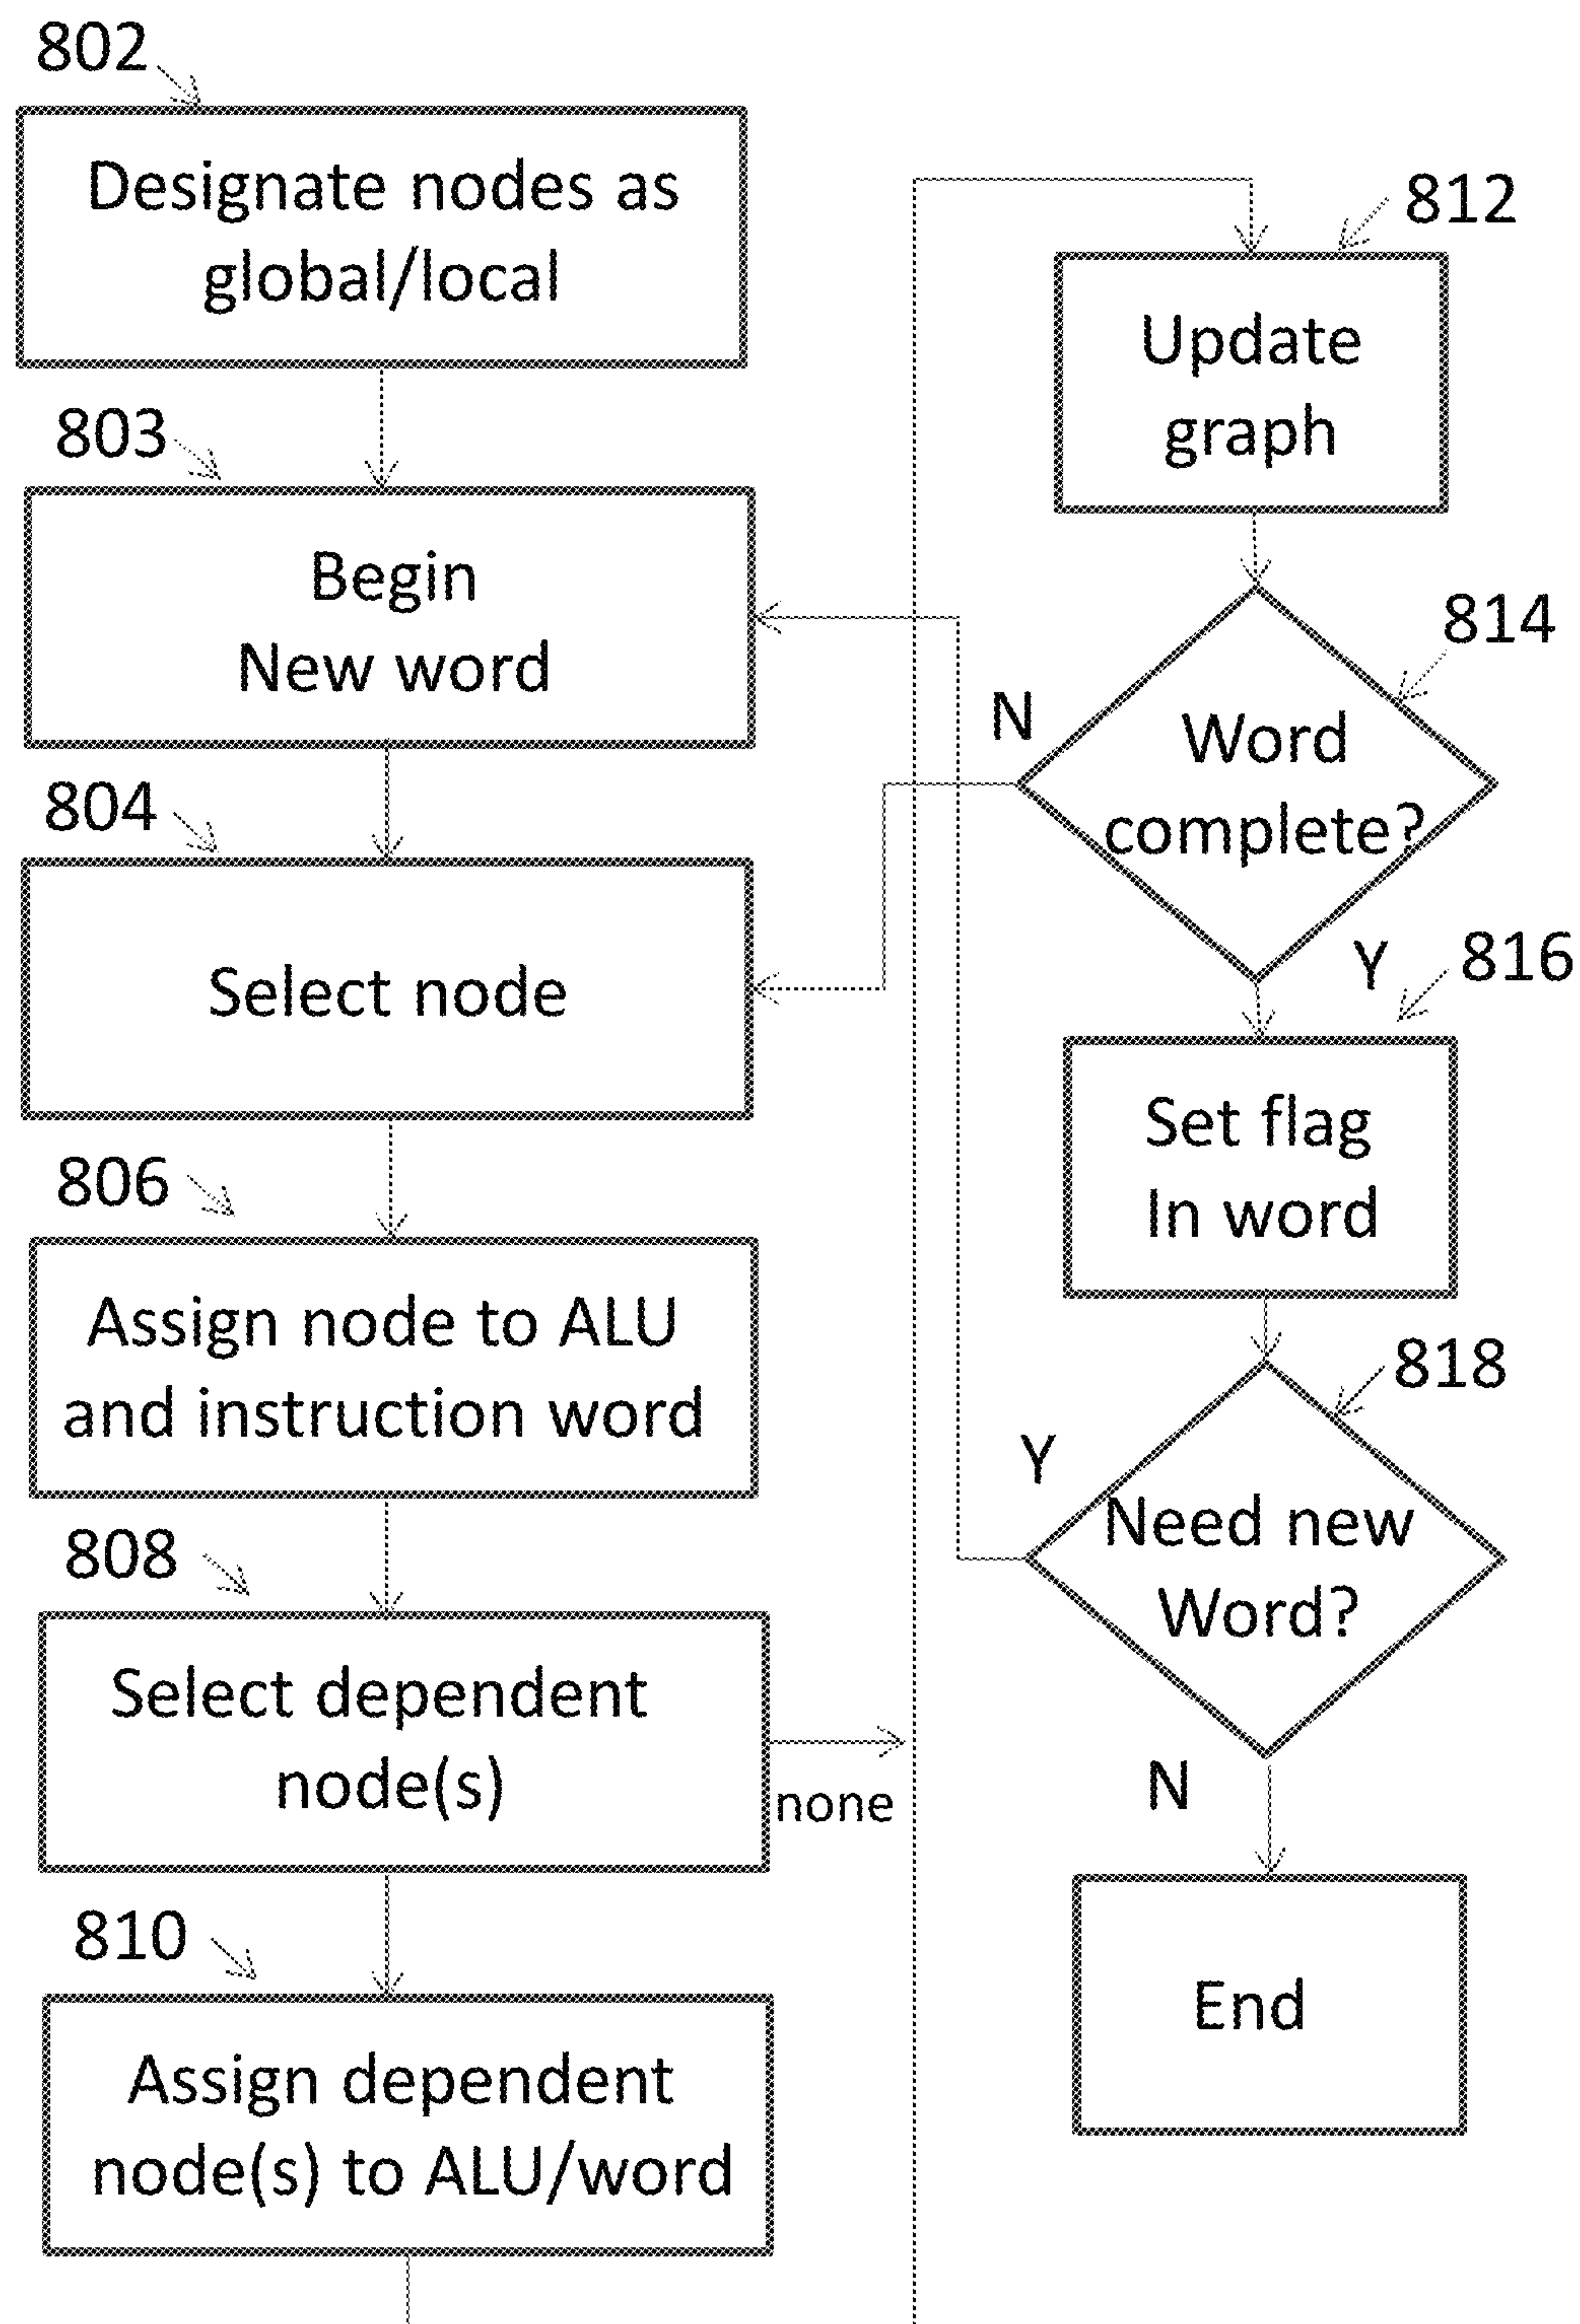 802
Designate nodes as
global/local
803
Begin
New word
804
Select node
806
Assign node to ALU
and instruction word
808
Select dependent
node(s)
none
810
Assign dependent
node(s) to ALU/word
812
Update
graph
814
N
Word
complete?
Y
816
Set flag
In word
818
Y
Need new
Word?
N
End